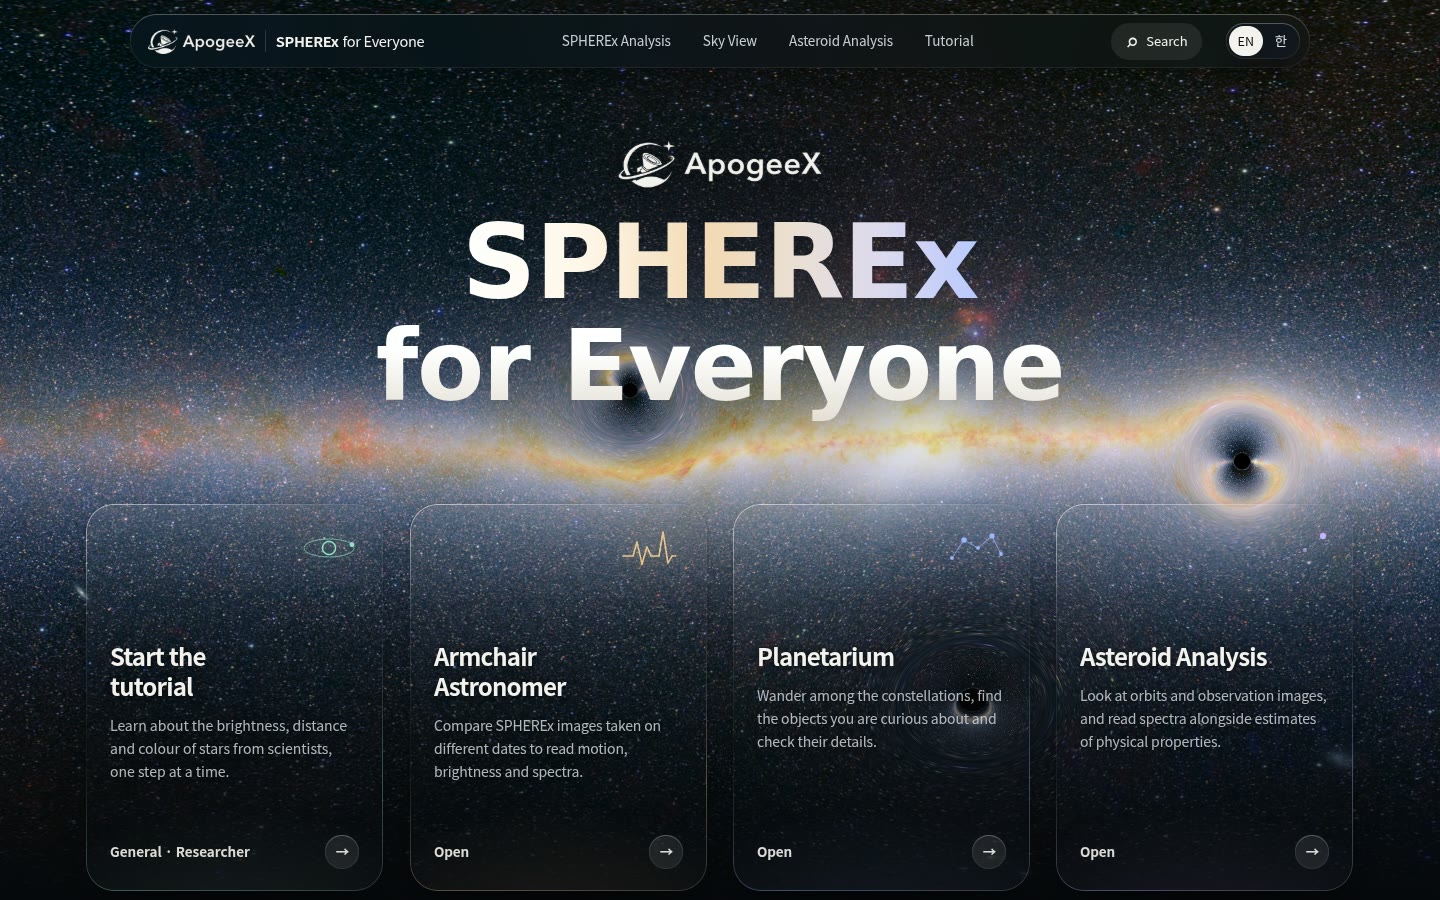 ApogeeX
SPHEREx for Everyone
SPHEREx Analysis
Sky View
Asteroid Analysis
Tutorial
Search
EN
한
ApogeeX
SPHEREx
for Everyone
Start the
tutorial
Learn about the brightness, distance
and colour of stars from scientists,
one step at a time.
General · Researcher
→
Armchair
Astronomer
Compare SPHEREx images taken on
different dates to read motion,
brightness and spectra.
Open
→
Planetarium
Wander among the constellations, find
the objects you are curious about and
check their details.
Open
→
Asteroid Analysis
Look at orbits and observation images,
and read spectra alongside estimates
of physical properties.
Open
→